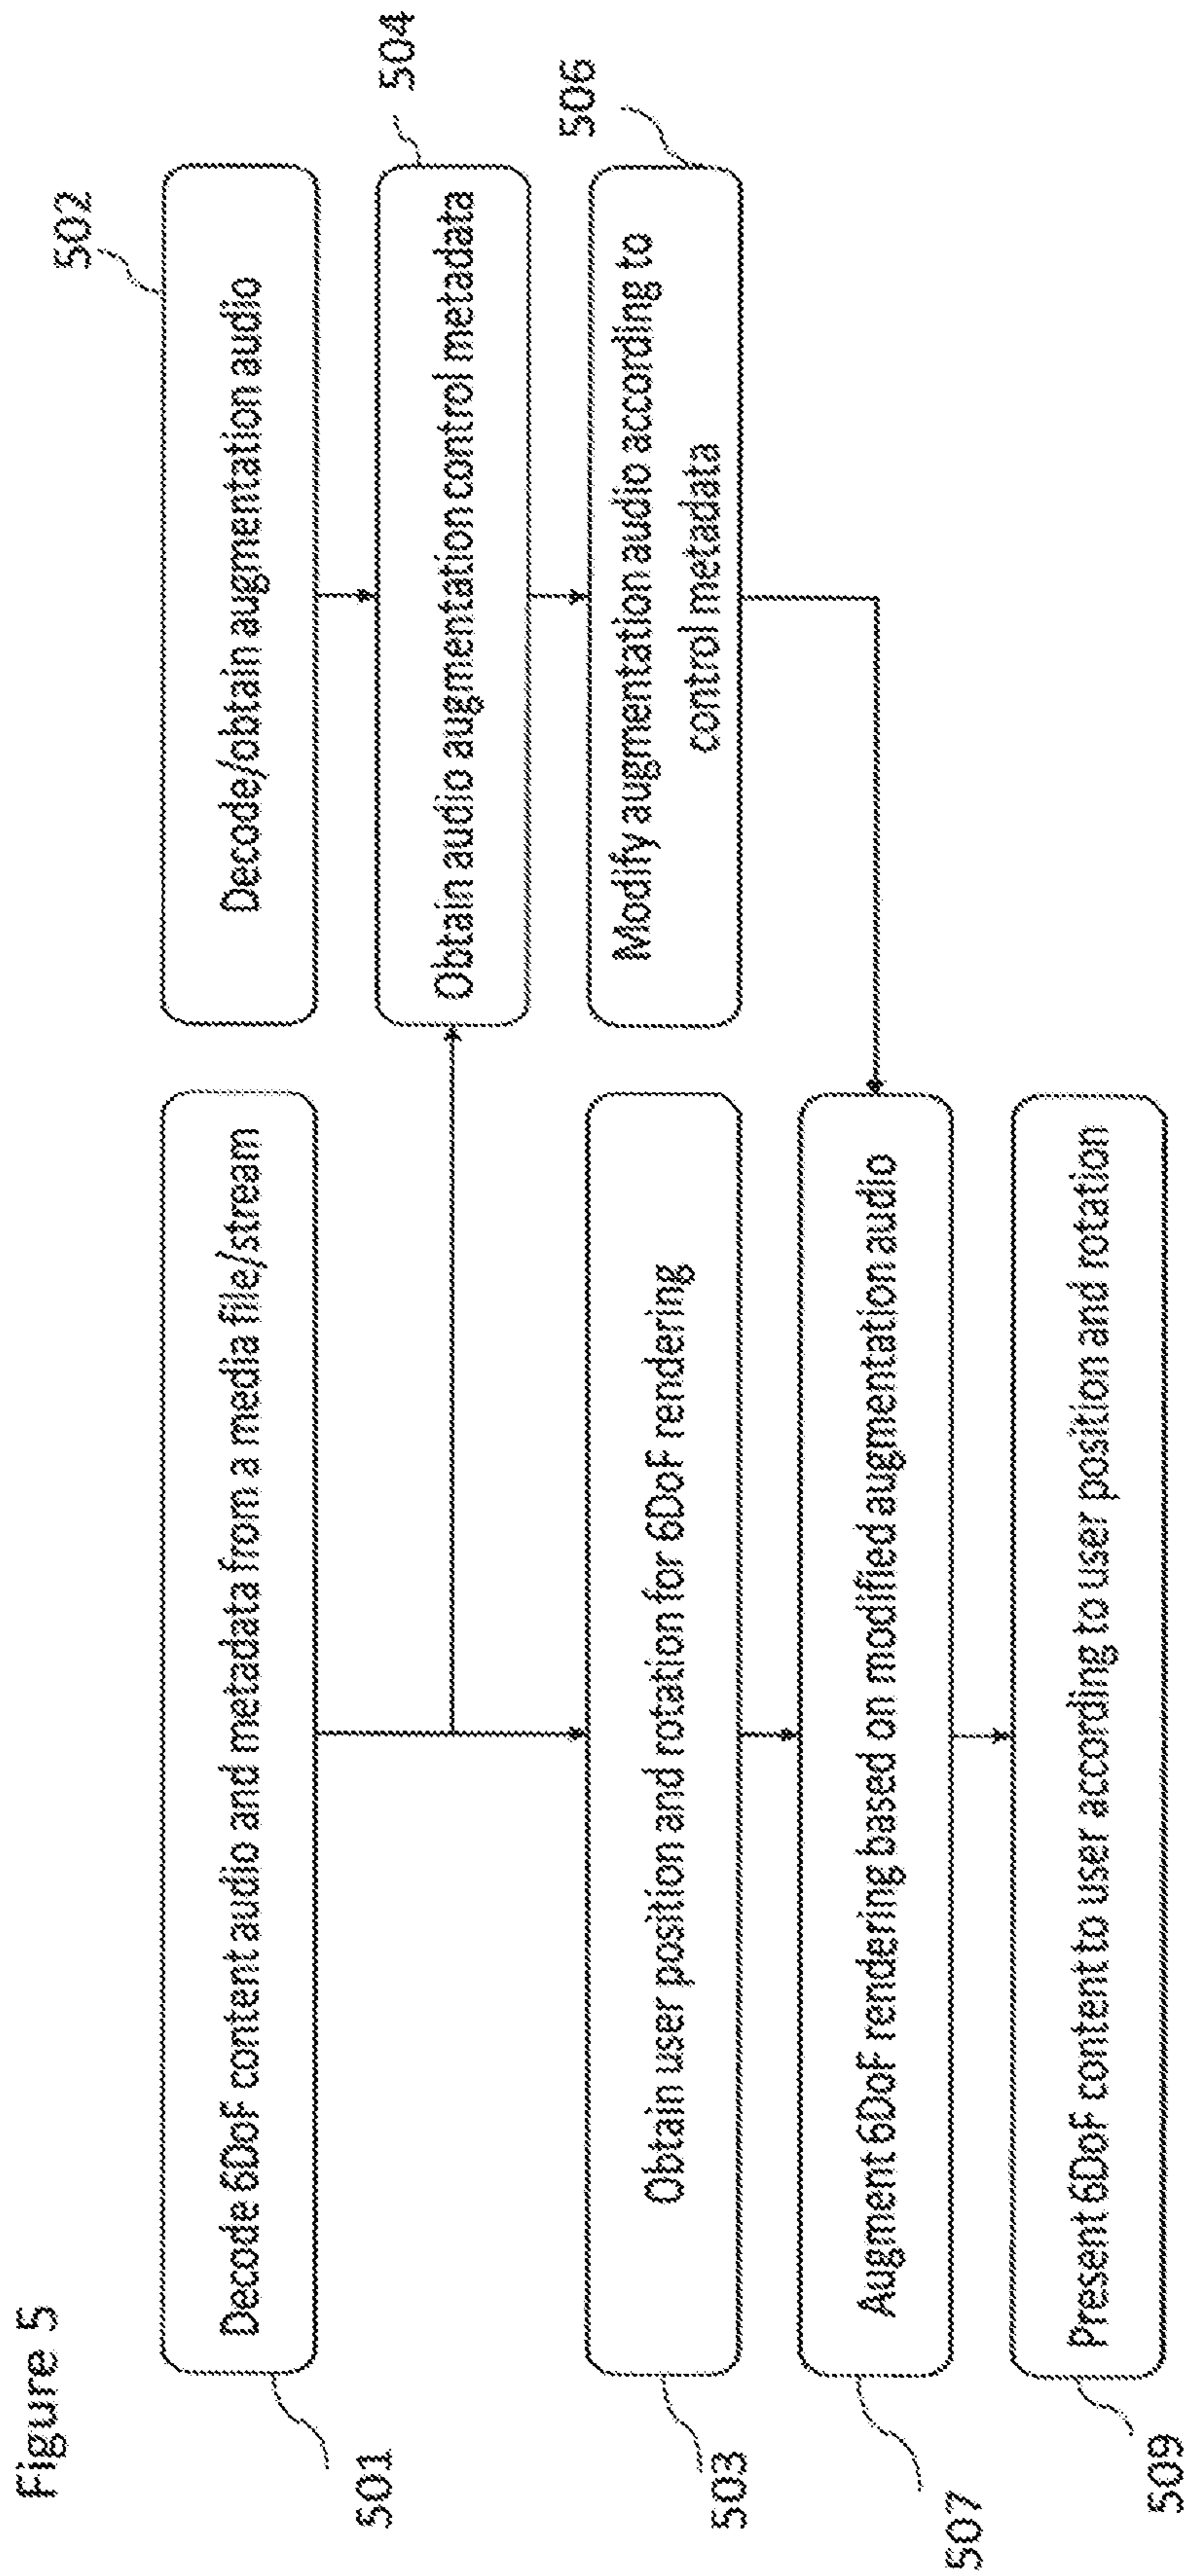 Figure 5
501
Decode 6DoF content audio and metadata from a media file/stream
502
Decode/obtain augmentation audio
504
Obtain audio augmentation control metadata
503
Obtain user position and rotation for 6DoF rendering
506
Modify augmentation audio according to
control metadata
507
Augment 6DoF rendering based on modified augmentation audio
509
Present 6DoF content to user according to user position and rotation